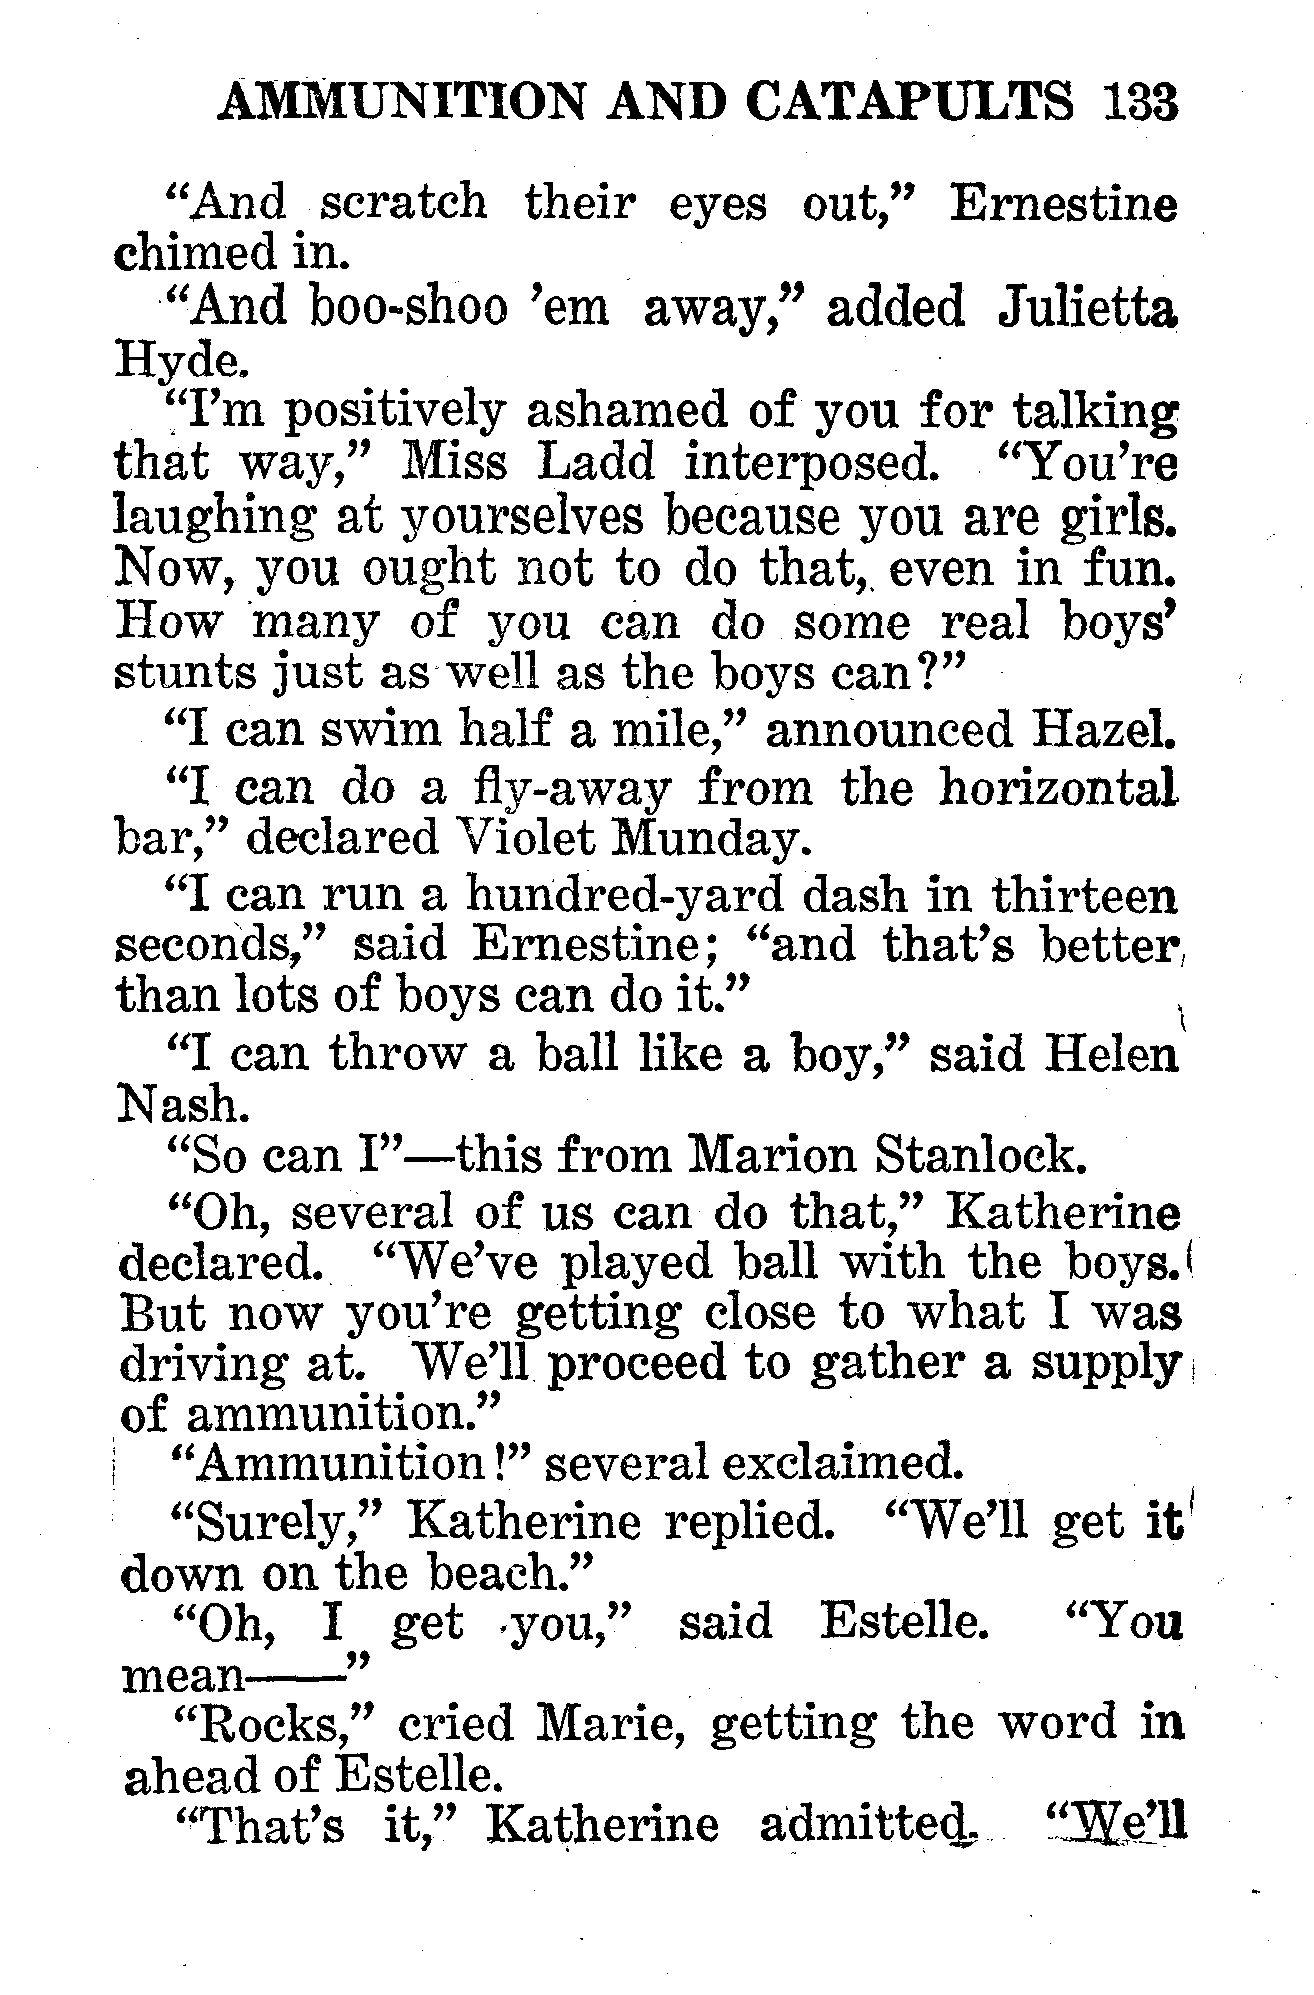 AMMUNITION AND CATAPULTS 133
“And scratch their eyes out,” Ernestine
chimed in.
“And boo-shoo ’em away,” added Julietta
Hyde.
“I’m positively ashamed of you for talking
that way,” Miss Ladd interposed. “You’re
laughing at yourselves because you are girls.
Now, you ought not to do that, even in fun.
How many of you can do some real boys’
stunts just as well as the boys can?”
“I can swim half a mile,” announced Hazel.
“I can do a fly-away from the horizontal
bar,” declared Violet Munday.
“I can run a hundred-yard dash in thirteen
seconds,” said Ernestine; “and that’s better
than lots of boys can do it.”
“I can throw a ball like a boy,” said Helen
Nash.
“So can I”—this from Marion Stanlock.
“Oh, several of us can do that,” Katherine
declared. “We’ve played ball with the boys.
But now you’re getting close to what I was
driving at. We’ll proceed to gather a supply
of ammunition.”
“Ammunition!” several exclaimed.
“Surely,” Katherine replied. “We’ll get it
down on the beach.”
“Oh, I get you,” said Estelle. “You
mean——”
“Rocks,” cried Marie, getting the word in
ahead of Estelle.
“That’s it,” Katherine admitted. “We’ll